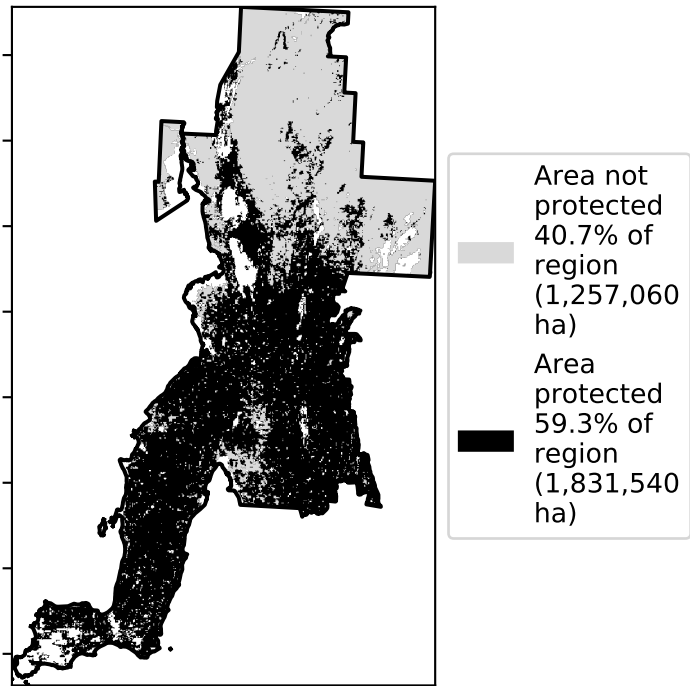 Area not
protected
40.7% of
region
(1,257,060
ha)
Area
protected
59.3% of
region
(1,831,540
ha)